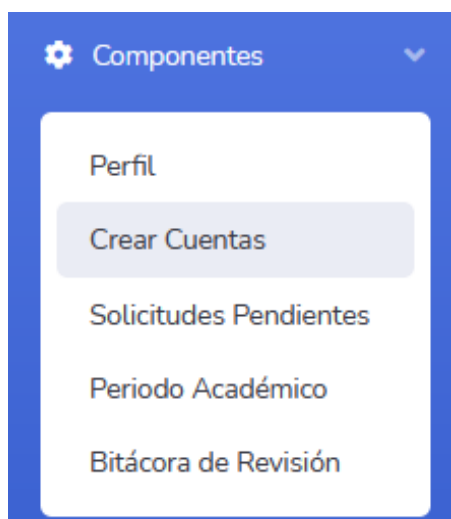 Componentes
Perfil
Crear Cuentas
Solicitudes Pendientes
Periodo Académico
Bitácora de Revisión